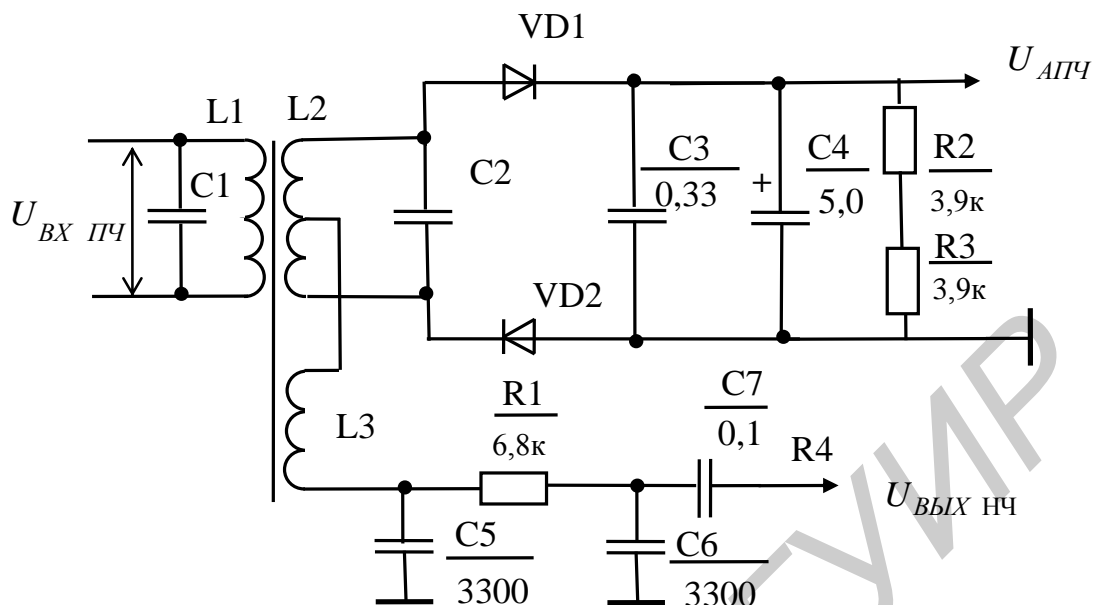 VD1
U АПЧ
L1
L2
C1
C2
C3
0,33
+
C4
5,0
R2
3,9к
U ВХ ПЧ
R3
3,9к
VD2
L3
R1
6,8к
C7
0,1
R4
U ВЫХ НЧ
C5
3300
C6
3300
ГУИР